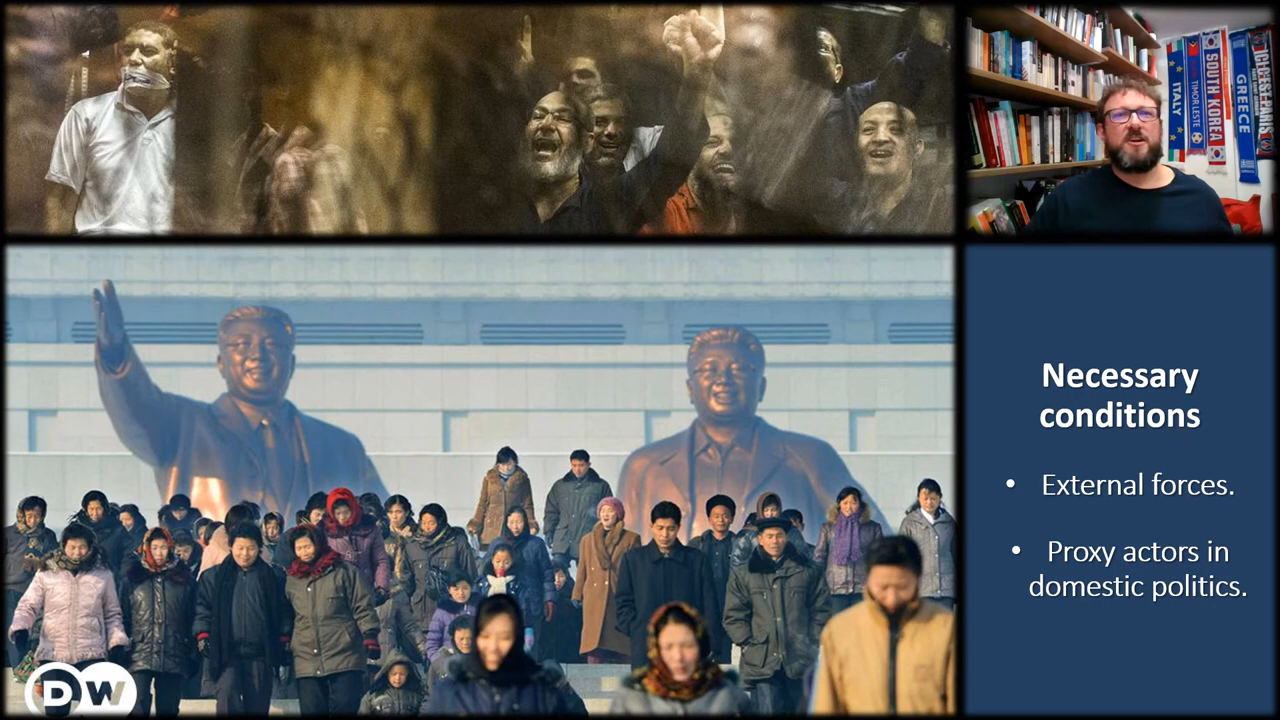 ITALY
TIMOR LESTE
SOUTH KOREA
GREECE
Necessary
conditions
• External forces.
• Proxy actors in
domestic politics.
DW